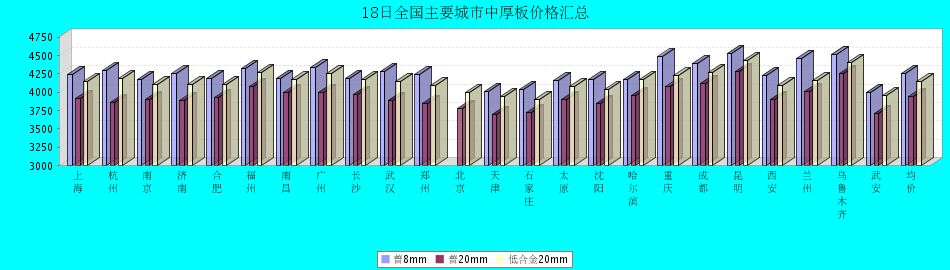 18日全国主要城市中厚板价格汇总
4750
4500
4250
4000
3750
3500
3250
3000
上海 杭州 南京 济南 合肥 福州 南昌 广州 长沙 武汉 郑州 北京 天津 石家庄 太原 沈阳 哈尔滨 重庆 成都 昆明 西安 兰州 乌鲁木齐 武安 均价
普8mm 普20mm 低合金20mm